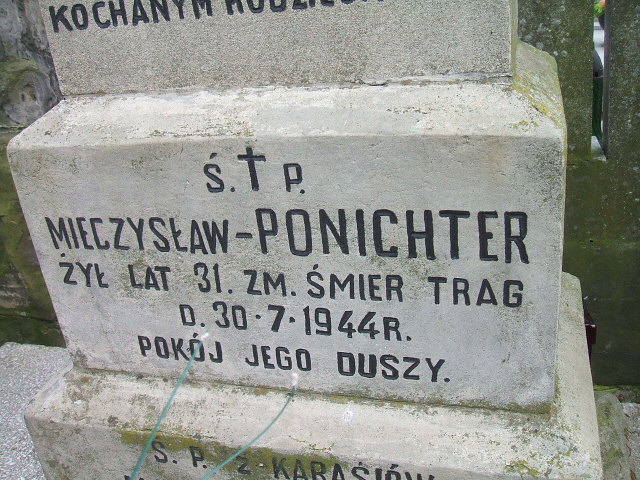 KOCHANYM
Ś. † P.
MIECZYSŁAW-PONICHTER
ŻYŁ LAT 31. ZM. ŚMIER TRAG
D. 30·7·1944R.
POKÓJ JEGO DUSZY.
Ś. P. Z KARASIÓW